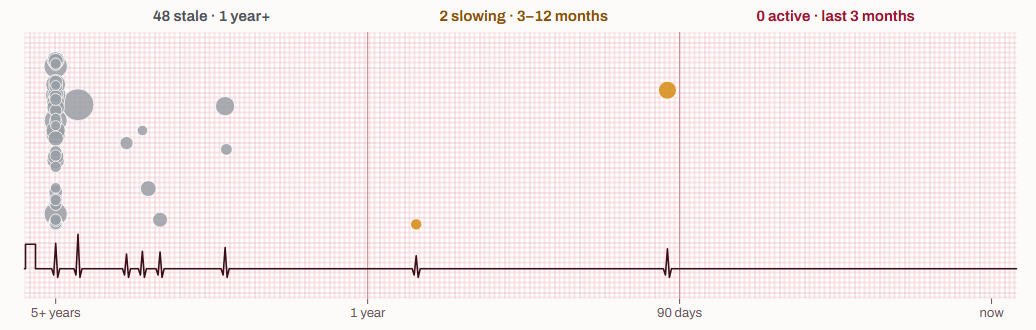 48 stale · 1 year+
2 slowing · 3–12 months
0 active · last 3 months
5+ years
1 year
90 days
now